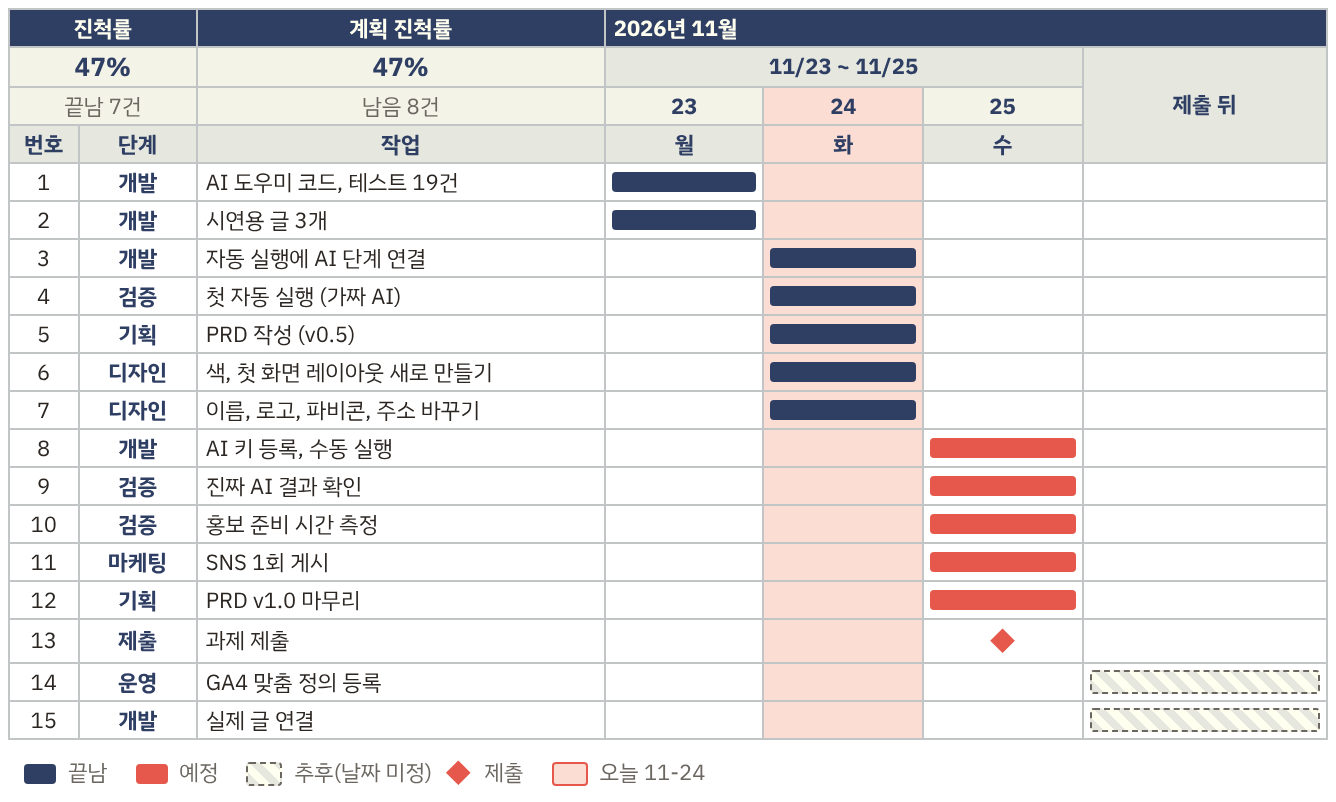 진척률 계획 진척률 2026년 11월
47% 47% 11/23 ~ 11/25 제출 뒤
끝남 7건 남음 8건 23 24 25
번호 단계 작업 월 화 수
1 개발 AI 도우미 코드, 테스트 19건
2 개발 시연용 글 3개
3 개발 자동 실행에 AI 단계 연결
4 검증 첫 자동 실행 (가짜 AI)
5 기획 PRD 작성 (v0.5)
6 디자인 색, 첫 화면 레이아웃 새로 만들기
7 디자인 이름, 로고, 파비콘, 주소 바꾸기
8 개발 AI 키 등록, 수동 실행
9 검증 진짜 AI 결과 확인
10 검증 홍보 준비 시간 측정
11 마케팅 SNS 1회 게시
12 기획 PRD v1.0 마무리
13 제출 과제 제출
14 운영 GA4 맞춤 정의 등록
15 개발 실제 글 연결
끝남 예정 추후(날짜 미정) 제출 오늘 11-24